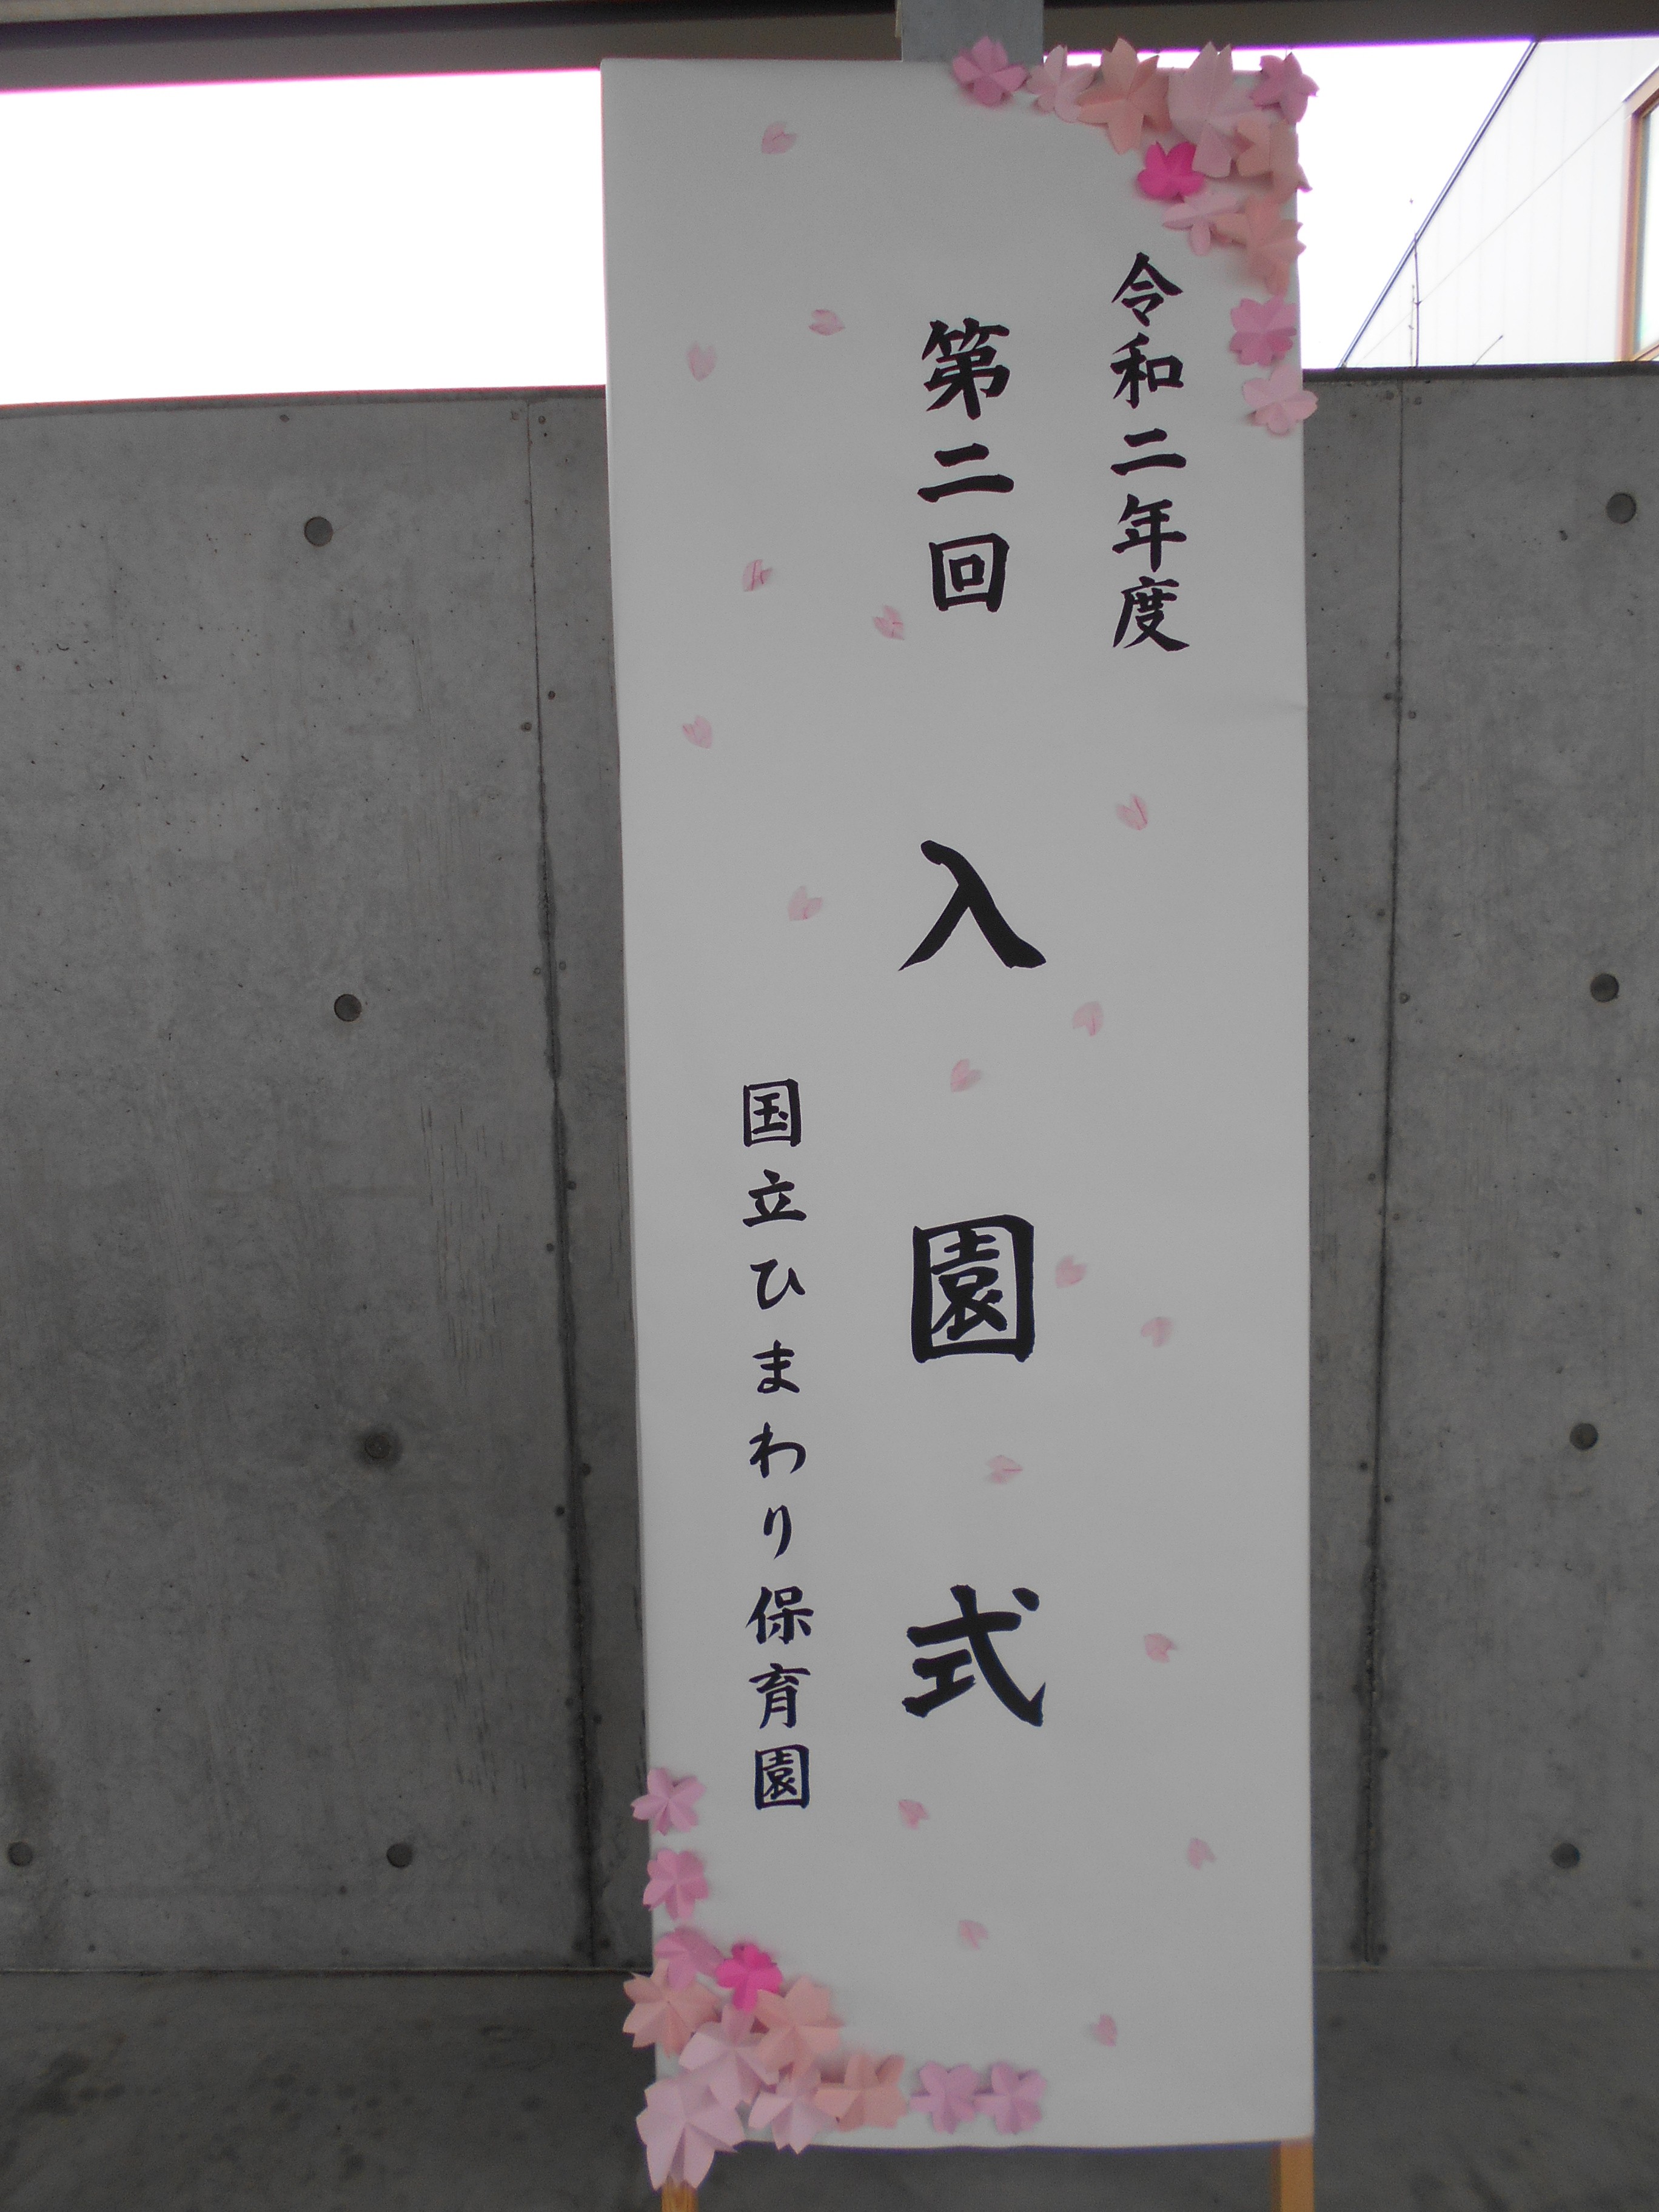 令和二年度
第二回 入園式
国立ひまわり保育園